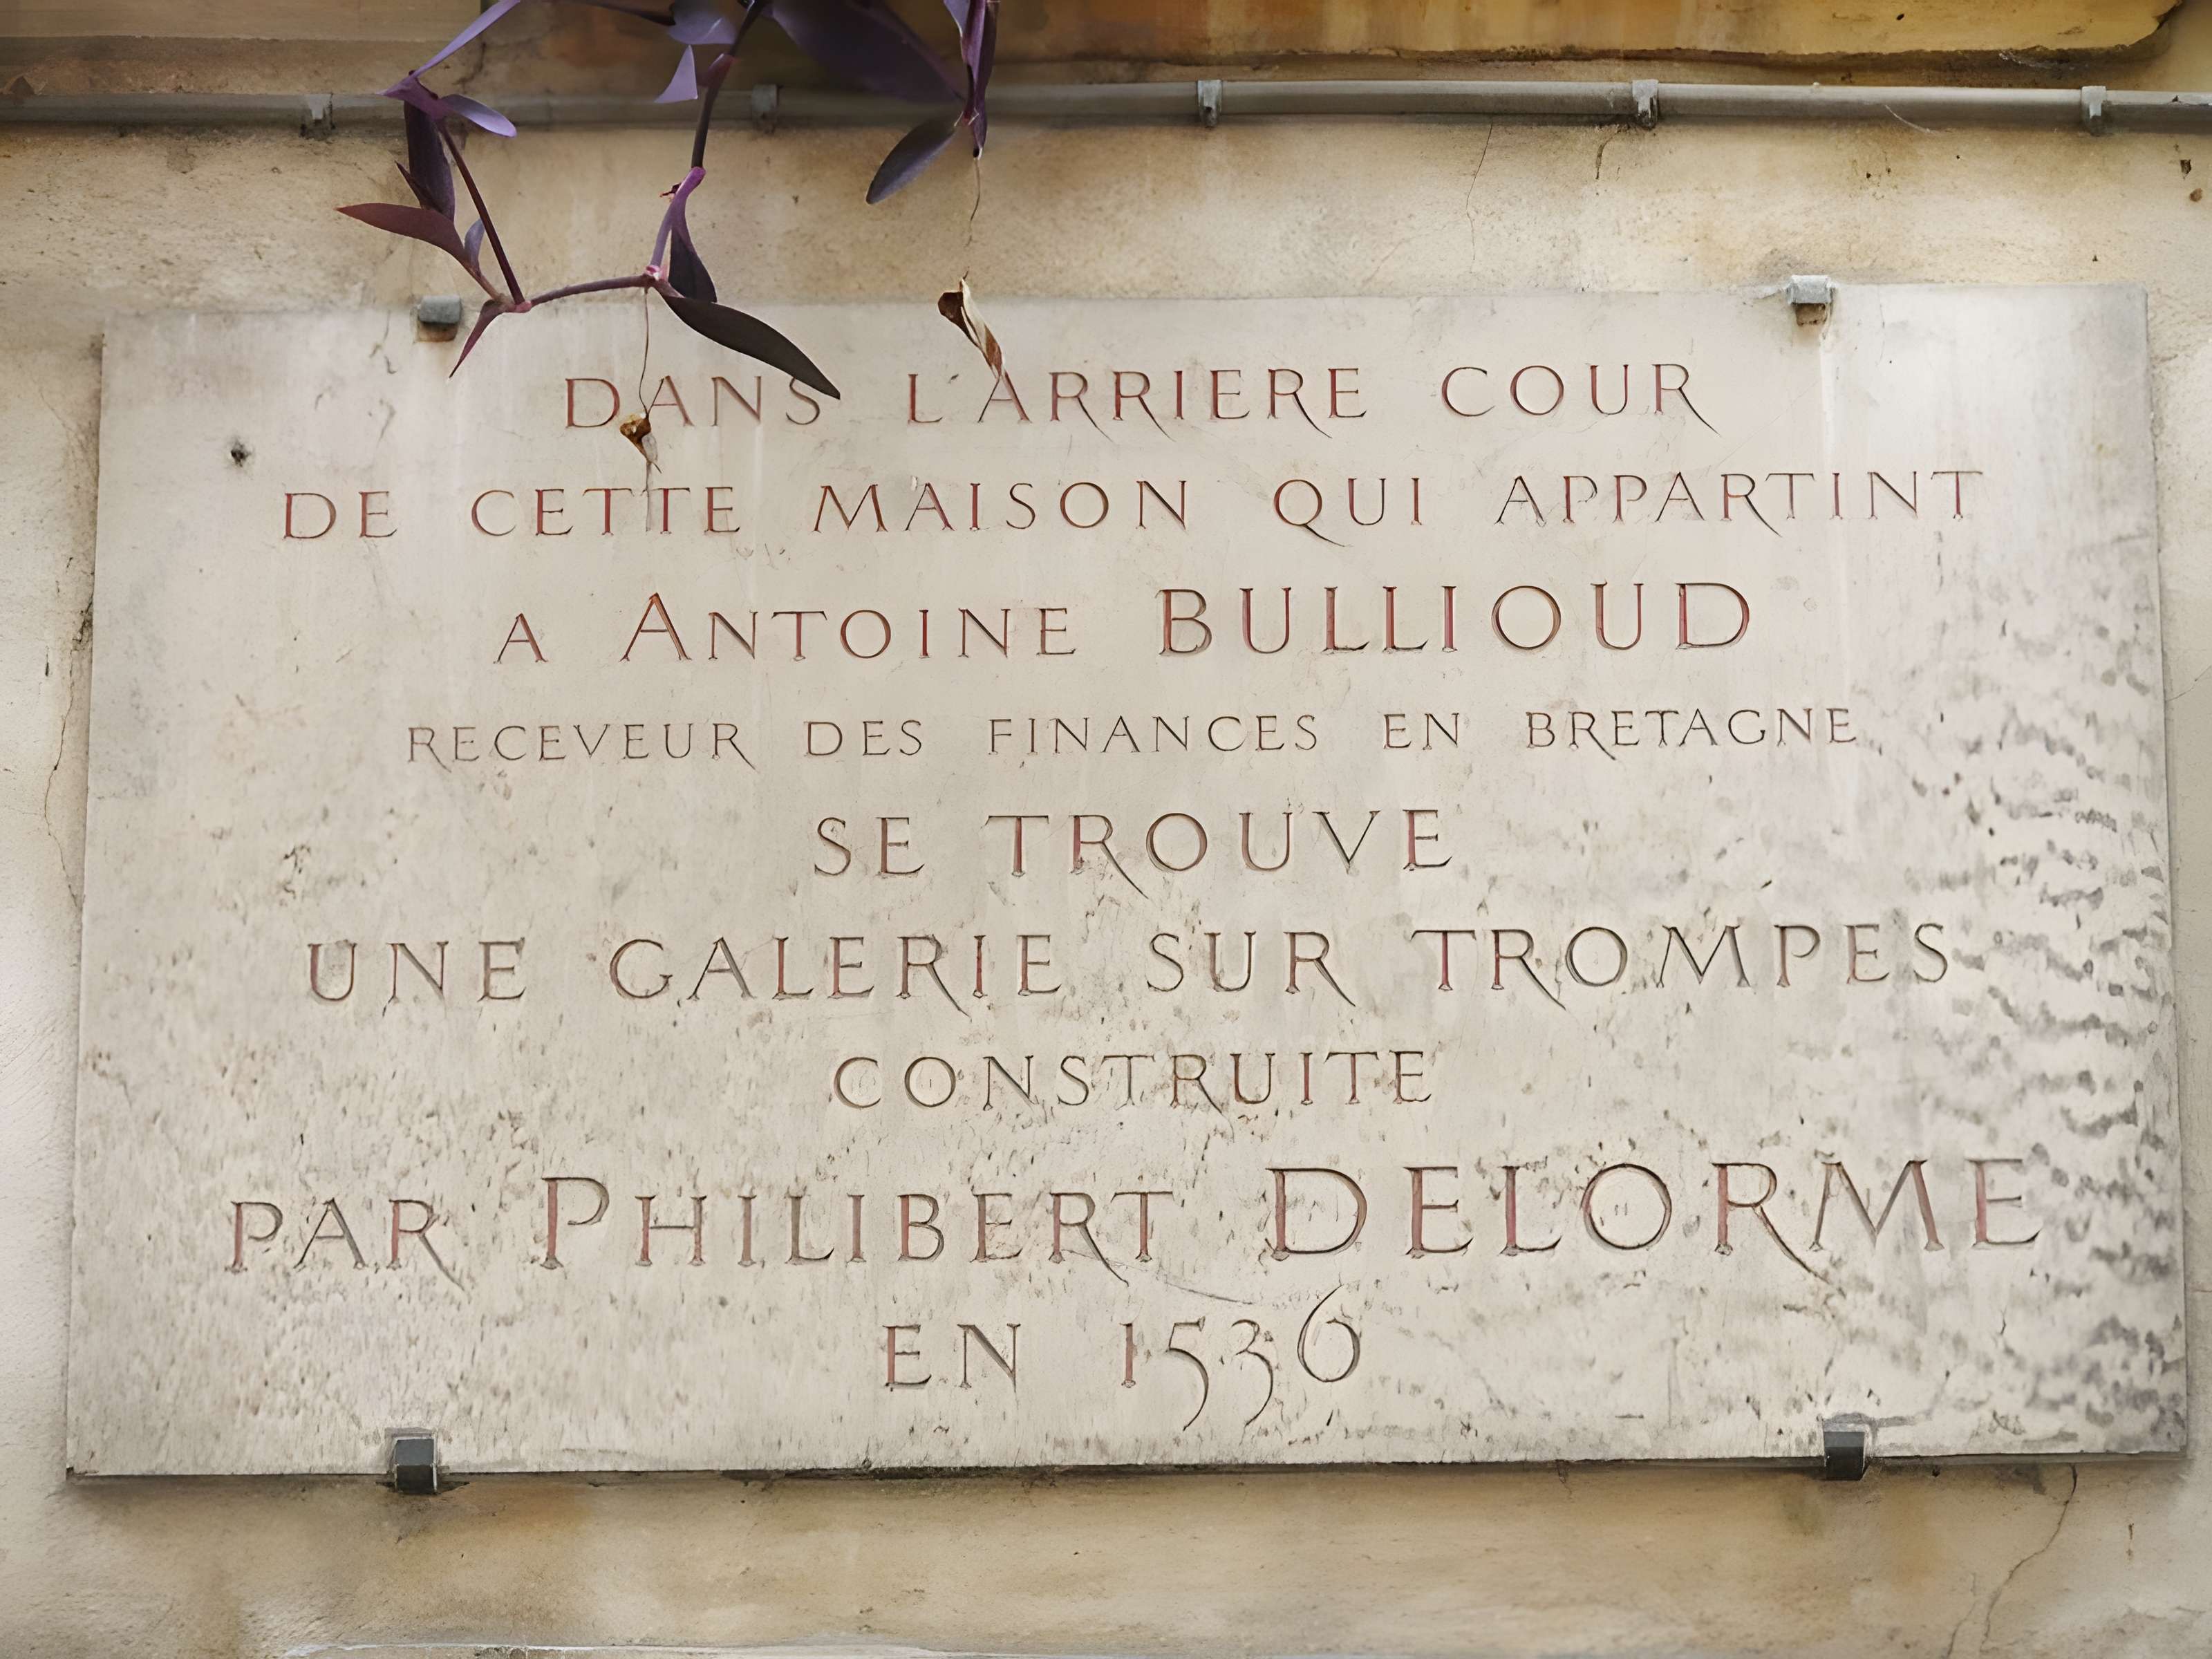 DANS L'ARRIERE COUR
DE CETTE MAISON QUI APPARTINT
A ANTOINE BULLIOUD
RECEVEUR DES FINANCES EN BRETAGNE
SE TROUVE
UNE GALERIE SUR TROMPES
CONSTRUITE
PAR PHILIBERT DELORME
EN 1536